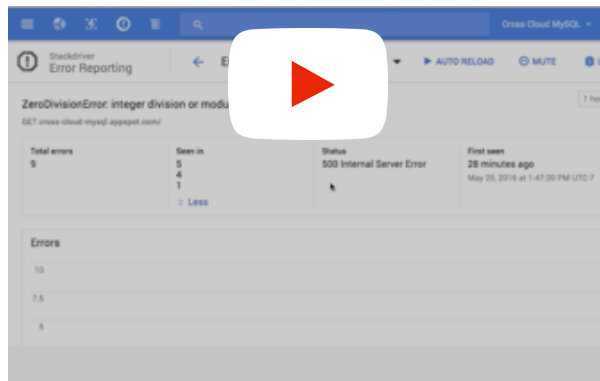 Cross Cloud MySQL
Stackdriver
Error Reporting
AUTO RELOAD
MUTE
ZeroDivisionError: integer division or modu
GET cross-cloud-mysql.appspot.com/
Total errors
9
Seen in
5
4
1
Less
Status
500 Internal Server Error
First seen
28 minutes ago
May 25, 2016 at 1:47:20 PM UTC-7
Errors
10
7.5
5